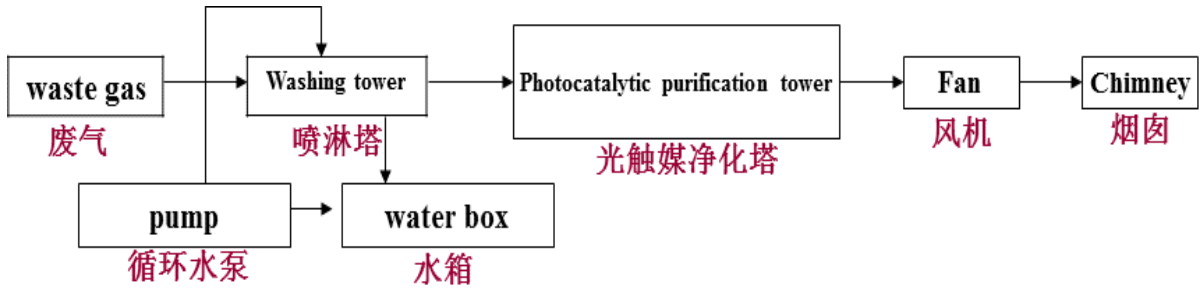 waste gas
废气
Washing tower
喷淋塔
Photocatalytic purification tower
光触媒净化塔
Fan
风机
Chimney
烟囱
pump
循环水泵
water box
水箱